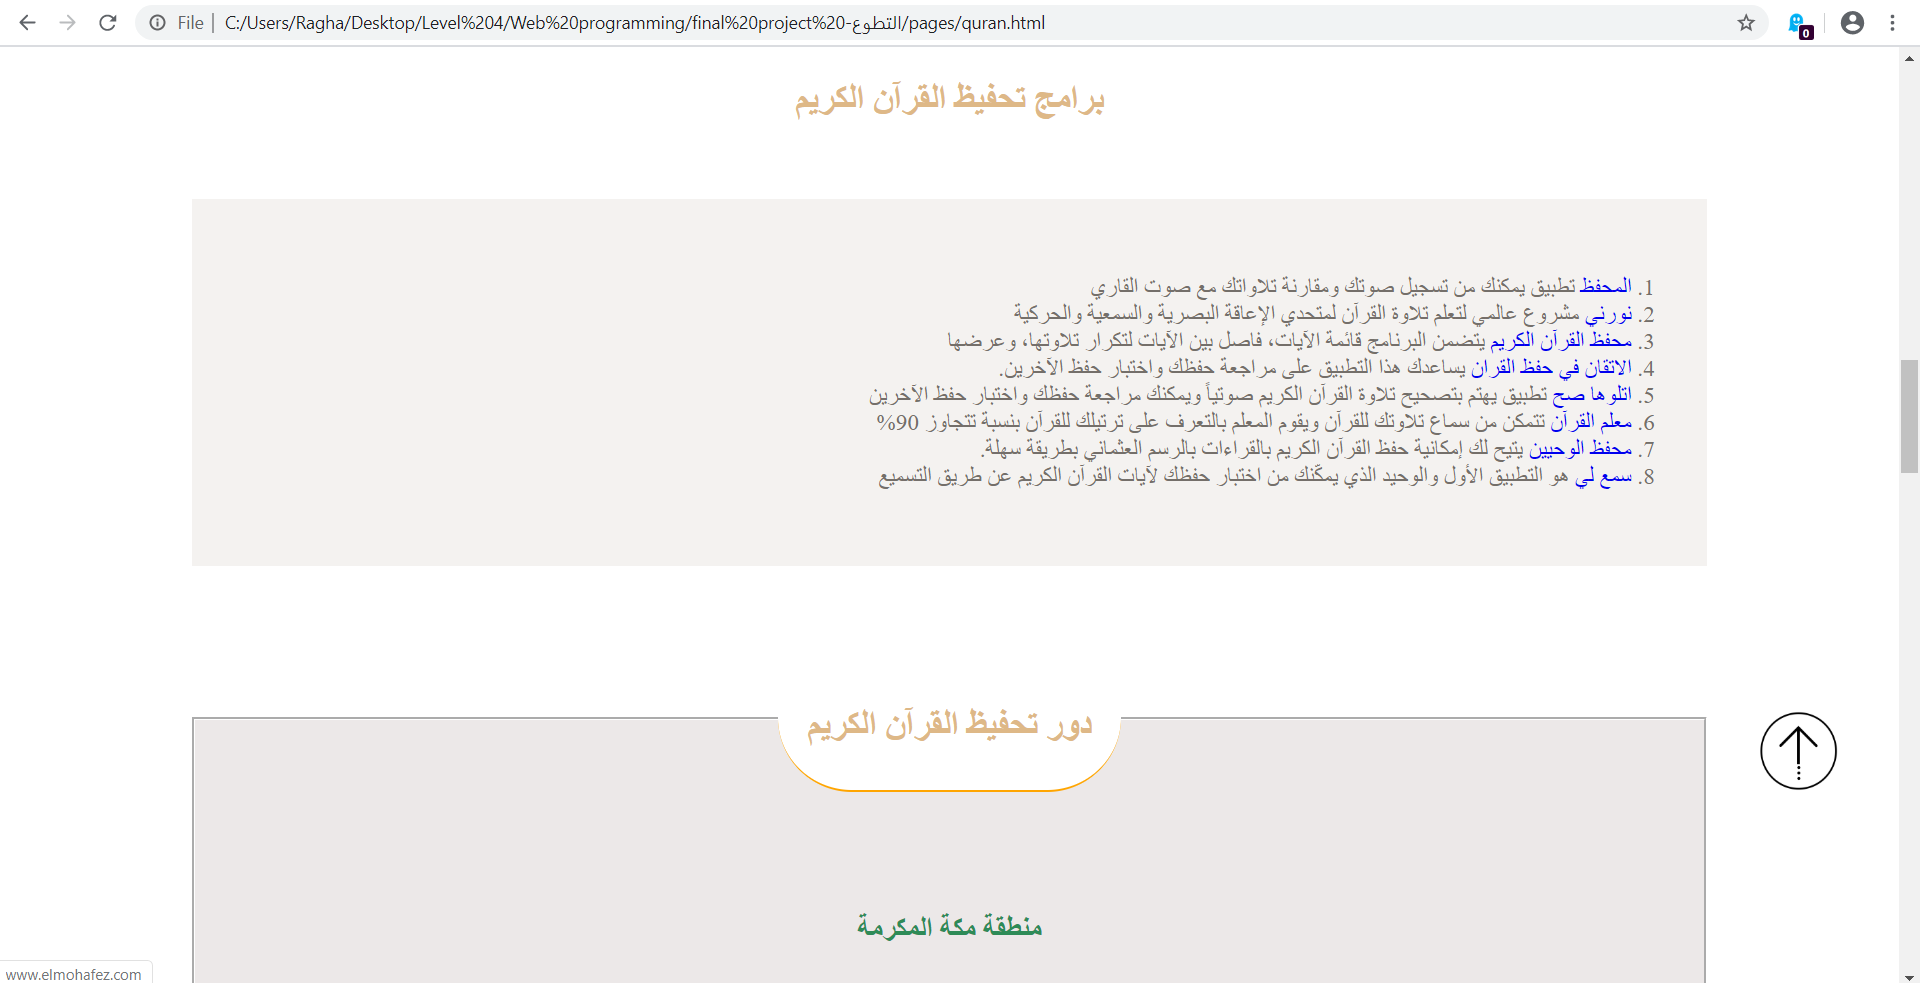 File | C:/Users/Ragha/Desktop/Level%204/Web%20programming/final%20project%20-التطوع/pages/quran.html
0
برامج تحفيظ القرآن الكريم
1. المحفظ تطبيق يمكنك من تسجيل صوتك ومقارنة تلاواتك مع صوت القاري
2. نورني مشروع عالمي لتعلم تلاوة القرآن لمتحدي الإعاقة البصرية والسمعية والحركية
3. محفظ القرآن الكريم يتضمن البرنامج قائمة الآيات، فاصل بين الآيات لتكرار تلاوتها، وعرضها
4. الاتقان في حفظ القران يساعدك هذا التطبيق على مراجعة حفظك واختبار حفظ الآخرين.
5. اتلوها صح تطبيق يهتم بتصحيح تلاوة القرآن الكريم صوتياً ويمكنك مراجعة حفظك واختبار حفظ الآخرين
6. معلم القرآن تتمكن من سماع تلاوتك للقرآن ويقوم المعلم بالتعرف على ترتيلك للقرآن بنسبة تتجاوز 90%
7. محفظ الوحيين يتيح لك إمكانية حفظ القرآن الكريم بالقراءات بالرسم العثماني بطريقة سهلة.
8. سمع لي هو التطبيق الأول والوحيد الذي يمكّنك من اختبار حفظك لآيات القرآن الكريم عن طريق التسميع
دور تحفيظ القرآن الكريم
منطقة مكة المكرمة
www.elmohafez.com